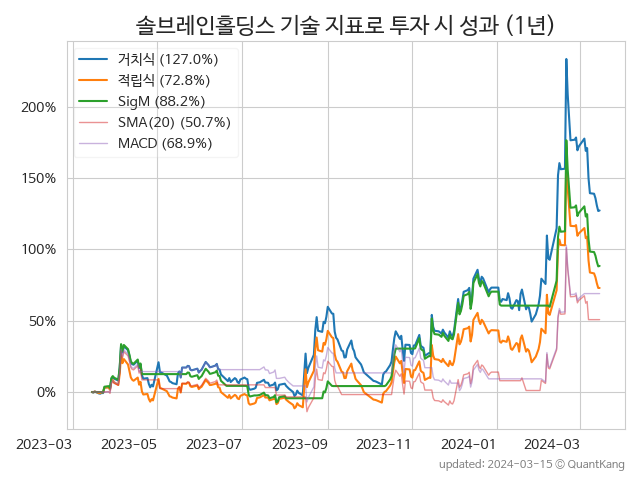 솔브레인홀딩스 기술 지표로 투자 시 성과 (1년)
거치식 (127.0%)
적립식 (72.8%)
SigM (88.2%)
SMA(20) (50.7%)
MACD (68.9%)
200%
150%
100%
50%
0%
2023-03 2023-05 2023-07 2023-09 2023-11 2024-01 2024-03
updated: 2024-03-15 © QuantKang